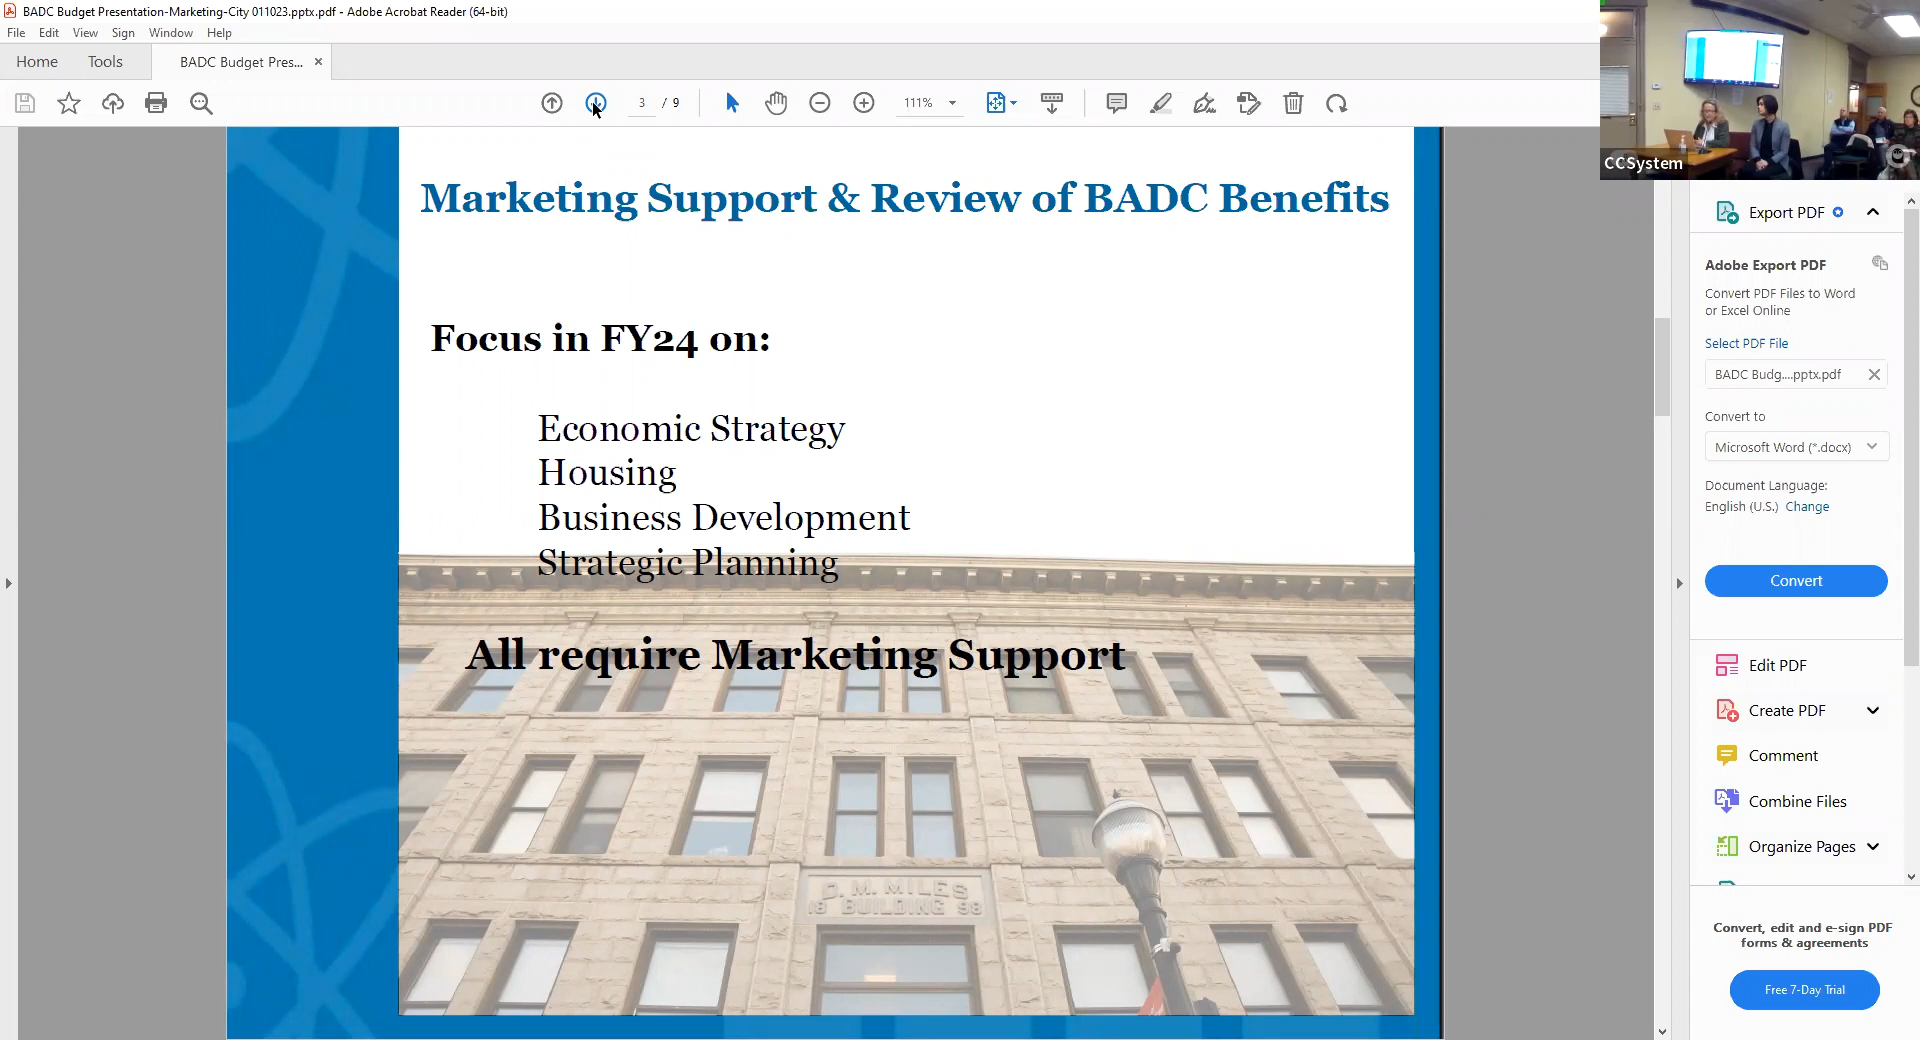 BADC Budget Presentation-Marketing-City 011023.pptx.pdf - Adobe Acrobat Reader (64-bit)
File Edit View Sign Window Help
Home Tools BADC Budget Pres... ×
3 / 9 111%
CCSystem
Marketing Support & Review of BADC Benefits
Focus in FY24 on:
Economic Strategy
Housing
Business Development
Strategic Planning
All require Marketing Support
D. M. MILES
18 BUILDING 98
Export PDF
Adobe Export PDF
Convert PDF Files to Word
or Excel Online
Select PDF File
BADC Budg....pptx.pdf
Convert to
Microsoft Word (*.docx)
Document Language:
English (U.S.) Change
Convert
Edit PDF
Create PDF
Comment
Combine Files
Organize Pages
Convert, edit and e-sign PDF
forms & agreements
Free 7-Day Trial